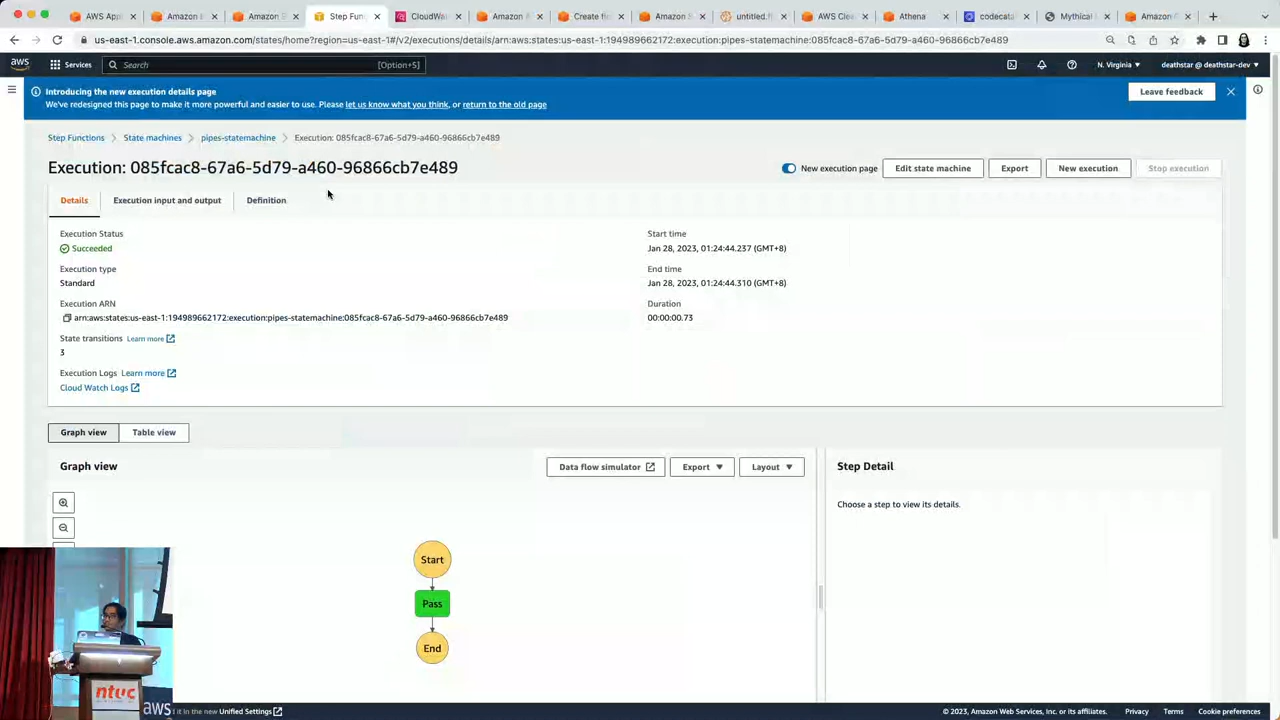 AWS App
Amazon
Amazon E
Step Func
CloudWa
Amazon
Create fu
Amazon
untitled.
AWS Clea
Athena
codecata
Mythical M
Amazon
us-east-1.console.aws.amazon.com/states/home?region=us-east-1#/v2/executions/details/arn:aws:states:us-east-1:194989662172:execution:pipes-statemachine:085fcac8-67a6-5d79-a460-96866cb7e489
aws
Services
Search
[Option+S]
N. Virginia
deathstar @ deathstar-dev
Introducing the new execution details page
We've redesigned this page to make it more powerful and easier to use. Please let us know what you think, or return to the old page
Leave feedback
Step Functions
State machines
pipes-statemachine
Execution: 085fcac8-67a6-5d79-a460-96866cb7e489
Execution: 085fcac8-67a6-5d79-a460-96866cb7e489
New execution page
Edit state machine
Export
New execution
Stop execution
Details
Execution input and output
Definition
Execution Status
Succeeded
Execution type
Standard
Execution ARN
arn:aws:states:us-east-1:194989662172:execution:pipes-statemachine:085fcac8-67a6-5d79-a460-96866cb7e489
State transitions Learn more
3
Execution Logs Learn more
Cloud Watch Logs
Start time
Jan 28, 2023, 01:24:44.237 (GMT+8)
End time
Jan 28, 2023, 01:24:44.310 (GMT+8)
Duration
00:00:00.73
Graph view
Table view
Graph view
Data flow simulator
Export
Layout
Step Detail
Choose a step to view its details.
Start
Pass
End
ntuc
aws
it in the new Unified Settings
© 2023, Amazon Web Services, Inc. or its affiliates.
Privacy
Terms
Cookie preferences